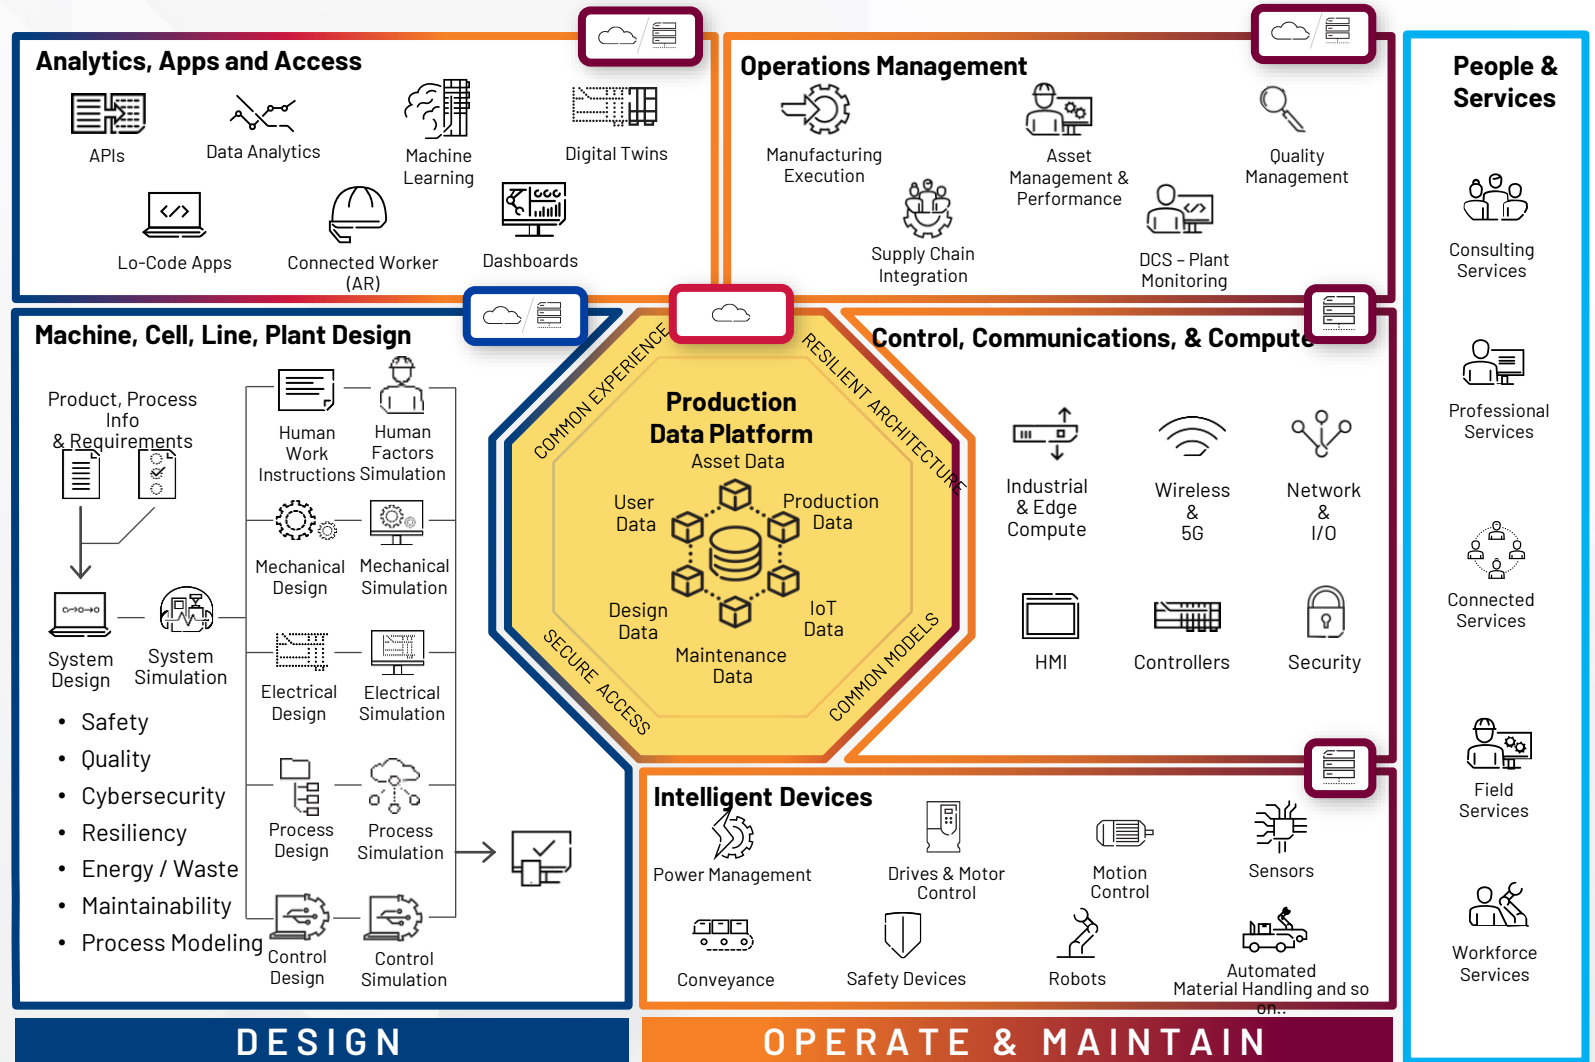 Analytics, Apps and Access
APIs
Data Analytics
Machine
Learning
Digital Twins
Lo-Code Apps
Connected Worker
(AR)
Dashboards
Operations Management
Manufacturing
Execution
Asset
Management &
Performance
Quality
Management
Supply Chain
Integration
DCS – Plant
Monitoring
People &
Services
Consulting
Services
Professional
Services
Connected
Services
Field
Services
Workforce
Services
Machine, Cell, Line, Plant Design
Product, Process
Info
& Requirements
Human
Work
Instructions
Human
Factors
Simulation
Mechanical
Design
Mechanical
Simulation
System
Design
System
Simulation
Electrical
Design
Electrical
Simulation
• Safety
• Quality
• Cybersecurity
• Resiliency
• Energy / Waste
• Maintainability
• Process Modeling
Process
Design
Process
Simulation
Control
Design
Control
Simulation
COMMON EXPERIENCE
RESILIENT ARCHITECTURE
SECURE ACCESS
COMMON MODELS
Production
Data Platform
Asset Data
User
Data
Production
Data
Design
Data
IoT
Data
Maintenance
Data
Control, Communications, & Compute
Industrial
& Edge
Compute
Wireless
&
5G
Network
&
I/O
HMI
Controllers
Security
Intelligent Devices
Power Management
Drives & Motor
Control
Motion
Control
Sensors
Conveyance
Safety Devices
Robots
Automated
Material Handling and so
on..
DESIGN
OPERATE & MAINTAIN